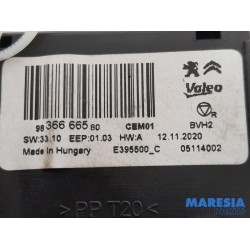 Valeo
98 366 665 80 CEM01 BVH2
SW:33.10 EEP:01.03 HW:A 12.11.2020
Made in Hungary E395500_C 05114002
>PP T20<
MARESIA
PARTS